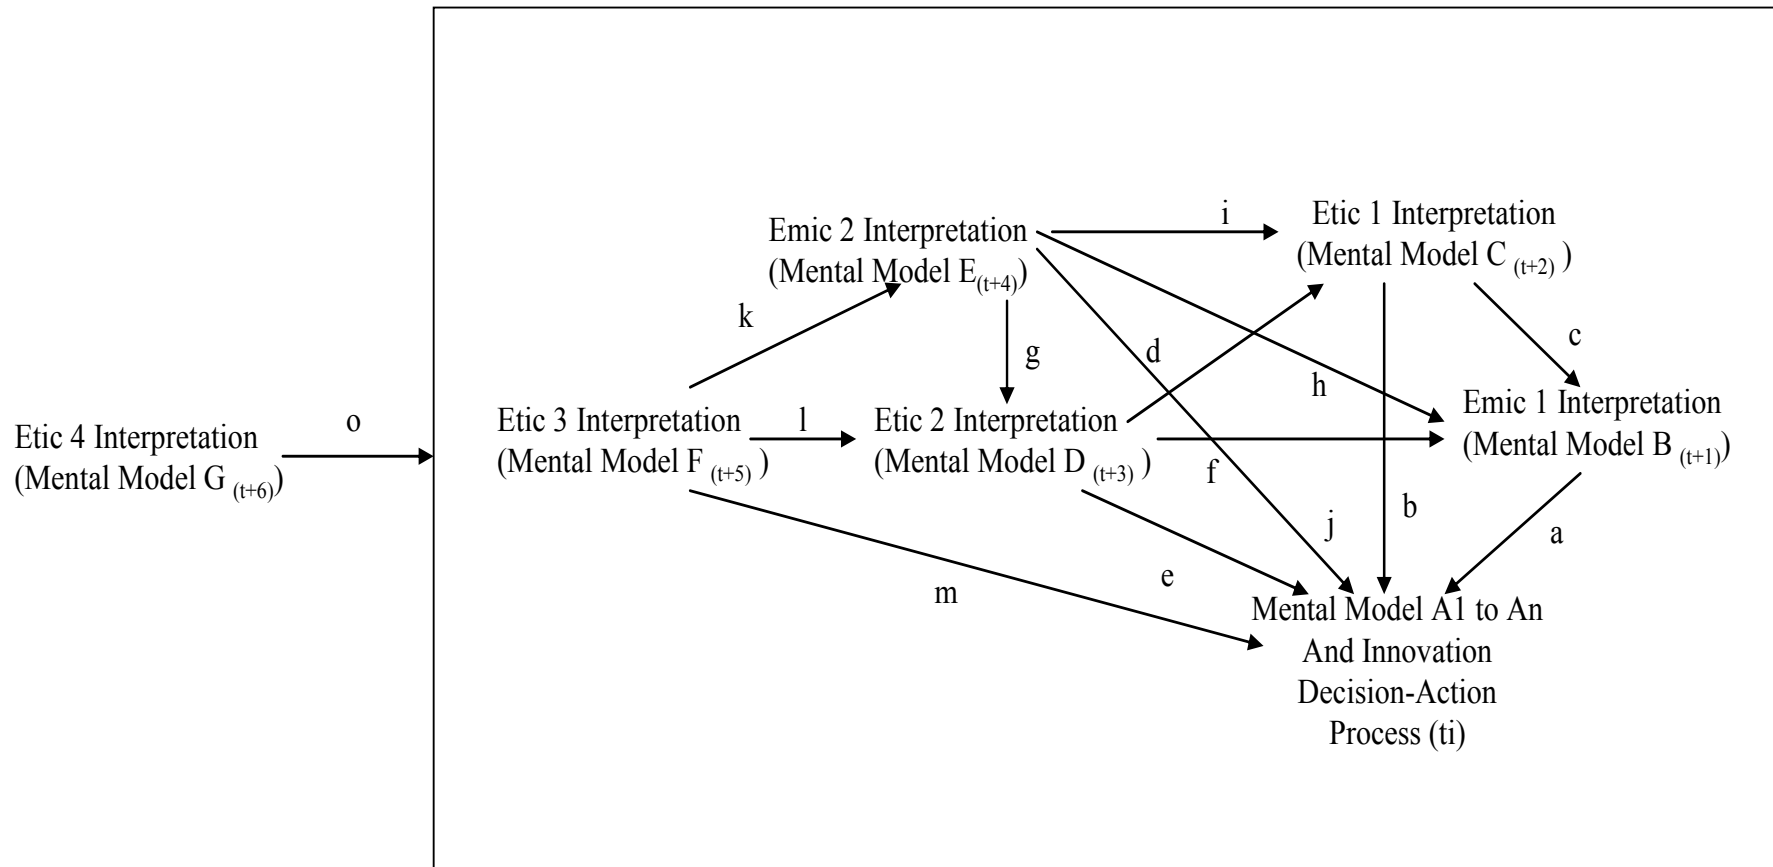 i
Etic 1 Interpretation
(Mental Model C (t+2) )
Emic 2 Interpretation
(Mental Model E(t+4))
k
g
d
c
h
Etic 4 Interpretation
(Mental Model G (t+6))
o
Etic 3 Interpretation
(Mental Model F (t+5) )
l
Etic 2 Interpretation
(Mental Model D (t+3) )
Emic 1 Interpretation
(Mental Model B (t+1))
f
j
b
a
m
e
Mental Model A1 to An
And Innovation
Decision-Action
Process (ti)